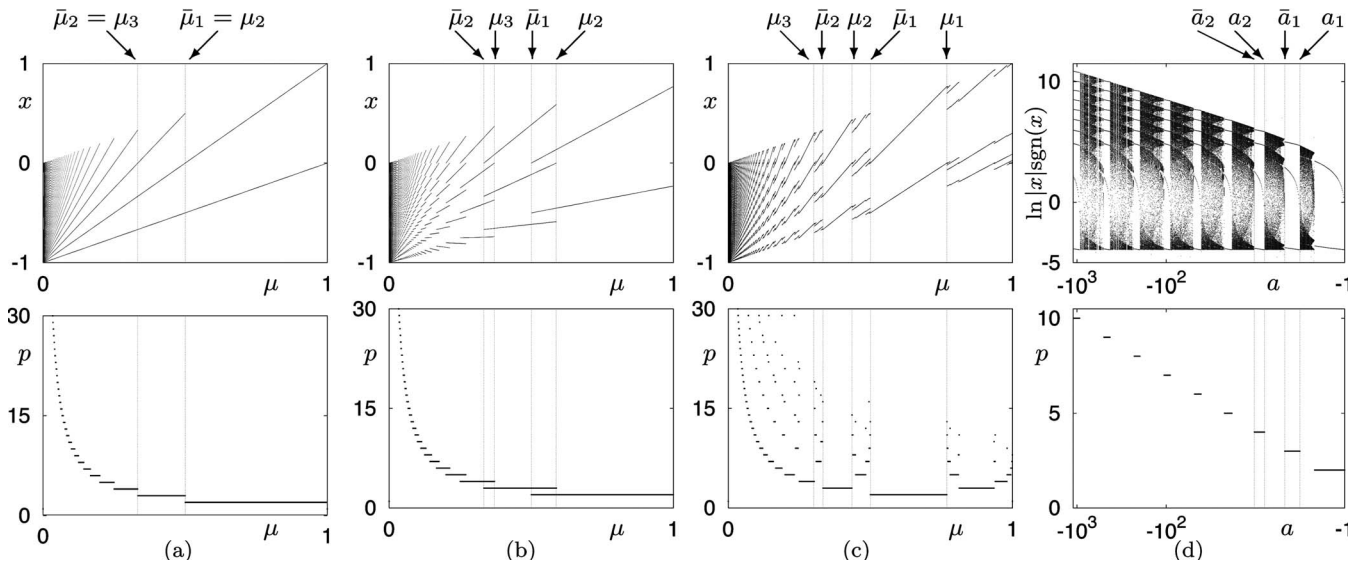 μ̄₂ = μ₃ μ̄₁ = μ₂
μ̄₂ μ₃ μ̄₁ μ₂
μ₃ μ̄₂ μ₂ μ̄₁ μ₁
ā₂ a₂ ā₁ a₁
1
x
0
-1
0 μ 1
1
0
-1
0 μ 1
1
x
0
-1
0 μ 1
10
ln|x|sgn(x)
5
0
-5
-10³ -10² a -1
30
p
15
0
0 μ 1
(a)
30
p
15
0
0 μ 1
(b)
30
p
15
0
0 μ 1
(c)
10
p
5
0
-10³ -10² a -1
(d)